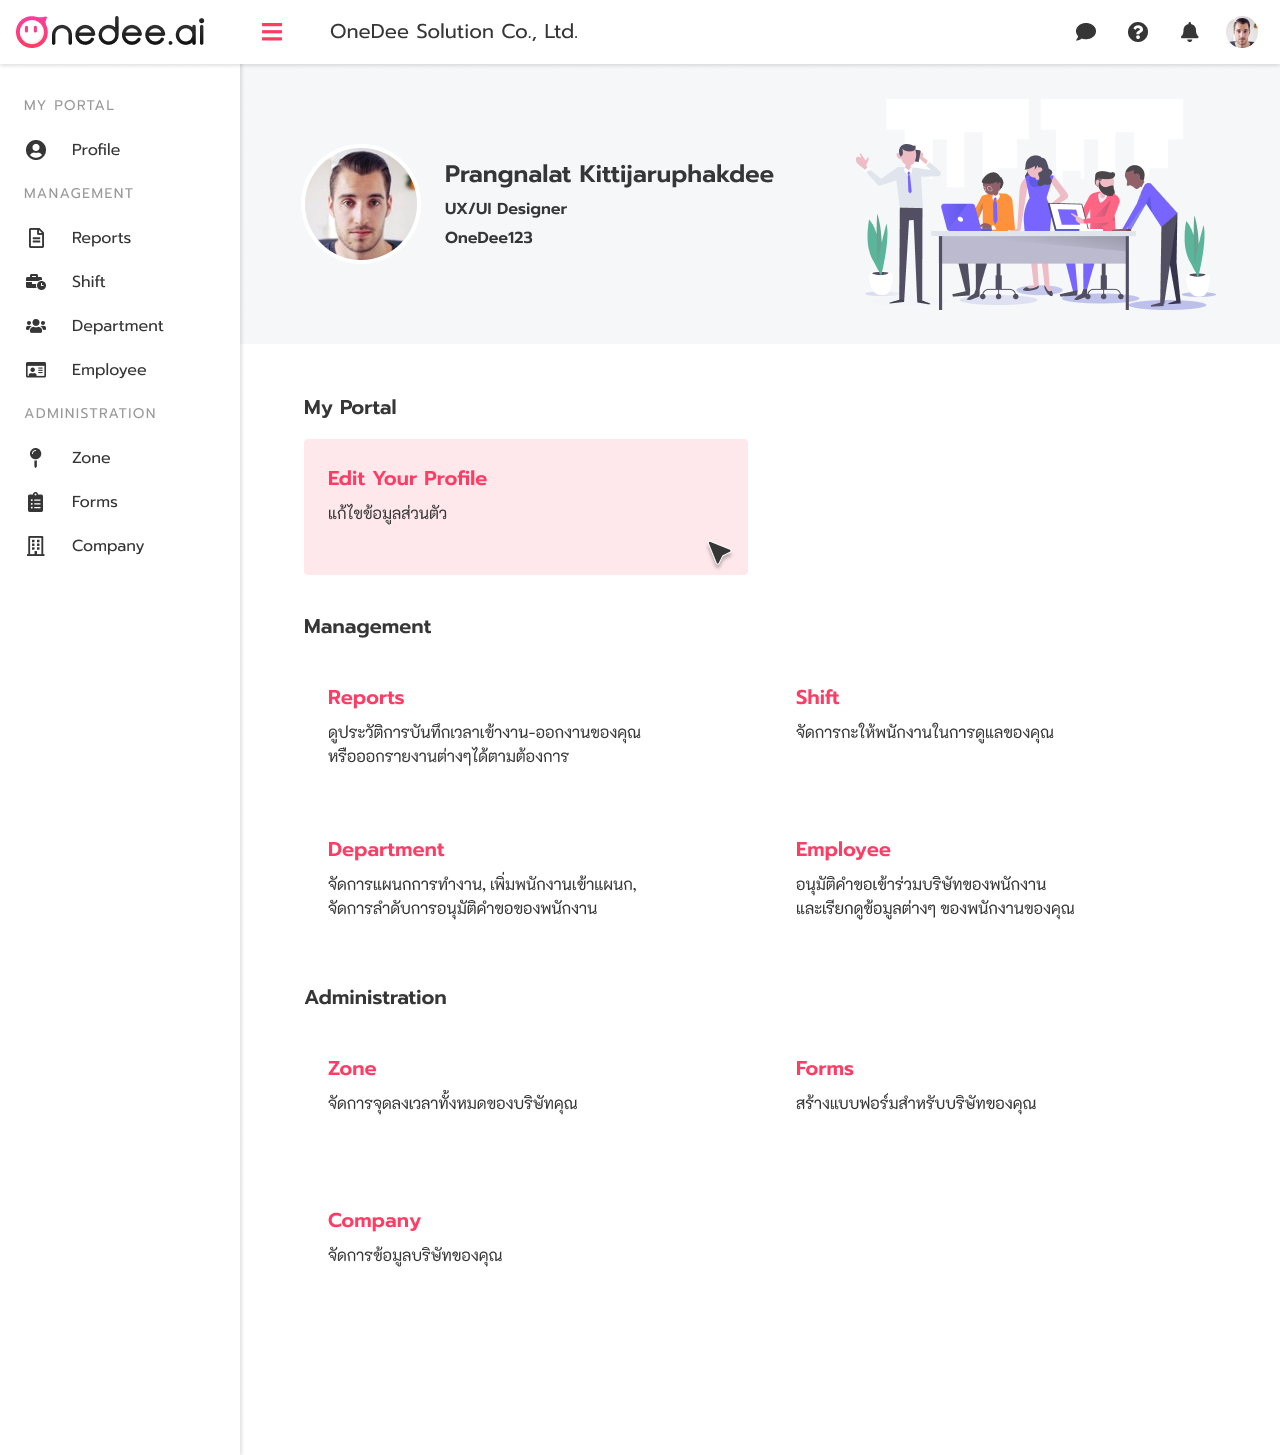 Onedee.ai
OneDee Solution Co., Ltd.
MY PORTAL
Profile
MANAGEMENT
Reports
Shift
Department
Employee
ADMINISTRATION
Zone
Forms
Company
Prangnalat Kittijaruphakdee
UX/UI Designer
OneDee123
My Portal
Edit Your Profile
แก้ไขข้อมูลส่วนตัว
Management
Reports
ดูประวัติการบันทึกเวลาเข้างาน-ออกงานของคุณ
หรือออกรายงานต่างๆได้ตามต้องการ
Shift
จัดการกะให้พนักงานในการดูแลของคุณ
Department
จัดการแผนกการทำงาน, เพิ่มพนักงานเข้าแผนก,
จัดการลำดับการอนุมัติคำขอของพนักงาน
Employee
อนุมัติคำขอเข้าร่วมบริษัทของพนักงาน
และเรียกดูข้อมูลต่างๆ ของพนักงานของคุณ
Administration
Zone
จัดการจุดลงเวลาทั้งหมดของบริษัทคุณ
Forms
สร้างแบบฟอร์มสำหรับบริษัทของคุณ
Company
จัดการข้อมูลบริษัทของคุณ